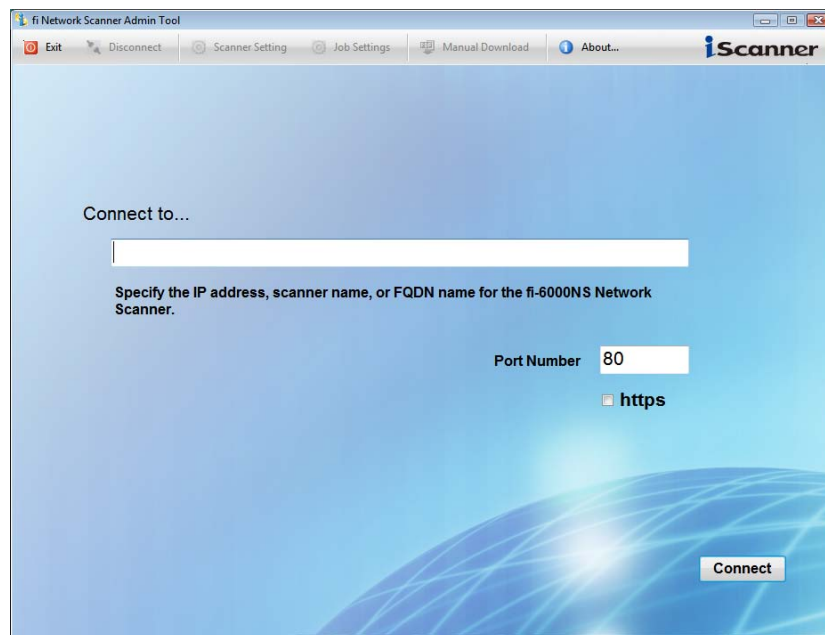 fi Network Scanner Admin Tool
Exit Disconnect Scanner Setting Job Settings Manual Download About... iScanner
Connect to...
Specify the IP address, scanner name, or FQDN name for the fi-6000NS Network
Scanner.
Port Number 80
https
Connect